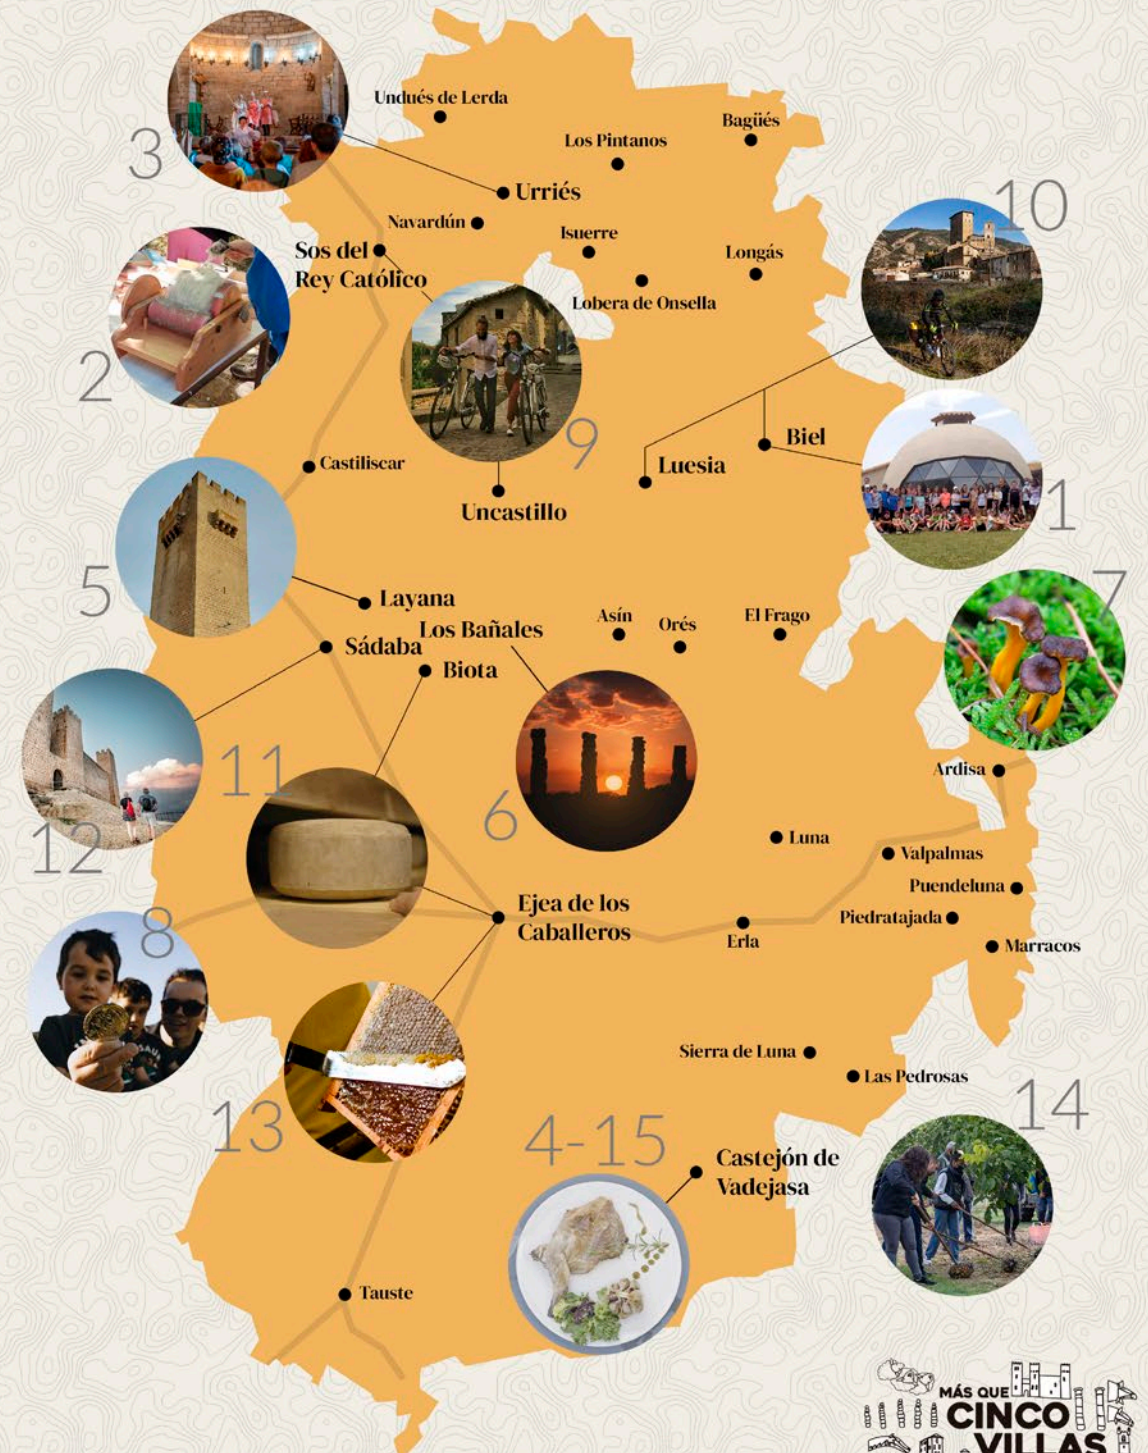 Undués de Lerda
Bagüés
Los Pintanos
3
Urriés
10
Navardún
Isuerre
Sos del
Rey Católico
Longás
Lobera de Onsella
2
9
Biel
Castiliscar
Luesia
1
Uncastillo
7
5
Layana
Asín
El Frago
Los Bañales
Orés
Sádaba
Biota
11
Ardisa
6
12
Luna
Valpalmas
Puendeluna
Ejea de los
Caballeros
8
Piedratajada
Erla
Marracos
Sierra de Luna
Las Pedrosas
14
13
4-15
Castejón de
Vadejasa
Tauste
MÁS QUE
CINCO
VILLAS